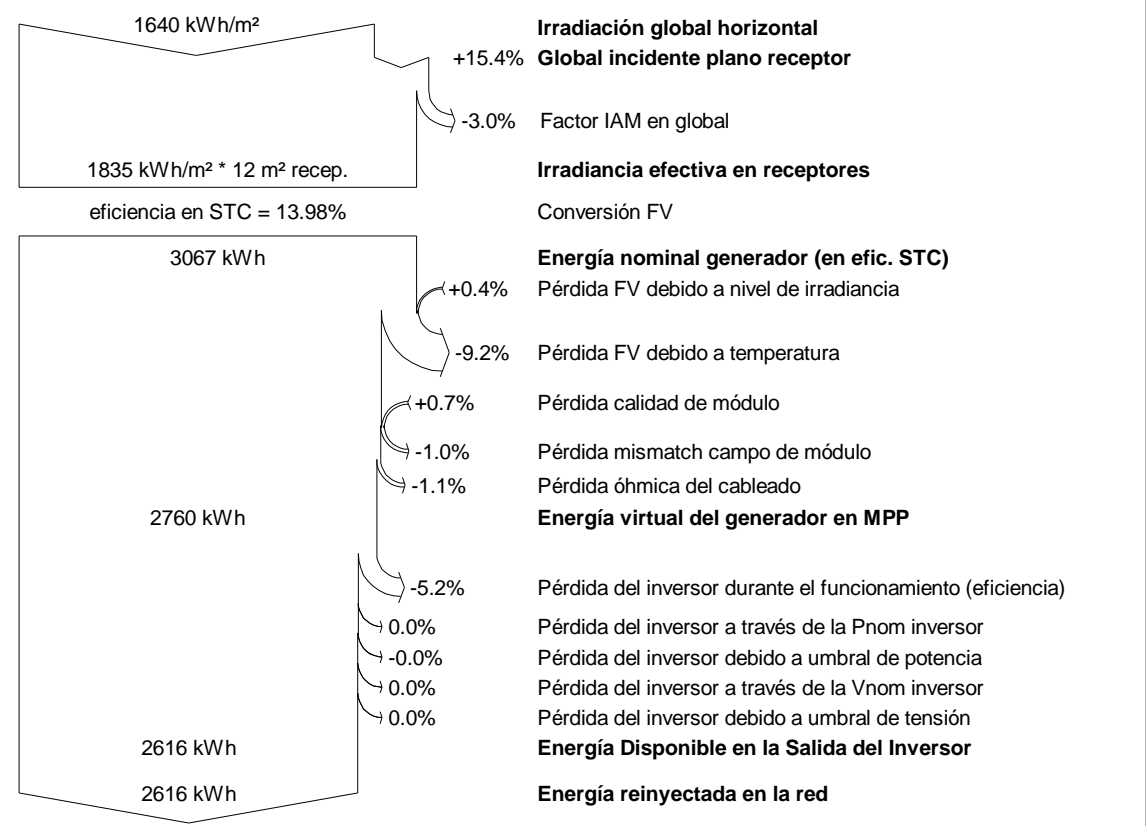 1640 kWh/m² Irradiación global horizontal
+15.4% Global incidente plano receptor
-3.0% Factor IAM en global
1835 kWh/m² * 12 m² recep. Irradiancia efectiva en receptores
eficiencia en STC = 13.98% Conversión FV
3067 kWh Energía nominal generador (en efic. STC)
+0.4% Pérdida FV debido a nivel de irradiancia
-9.2% Pérdida FV debido a temperatura
+0.7% Pérdida calidad de módulo
-1.0% Pérdida mismatch campo de módulo
-1.1% Pérdida óhmica del cableado
2760 kWh Energía virtual del generador en MPP
-5.2% Pérdida del inversor durante el funcionamiento (eficiencia)
0.0% Pérdida del inversor a través de la Pnom inversor
-0.0% Pérdida del inversor debido a umbral de potencia
0.0% Pérdida del inversor a través de la Vnom inversor
0.0% Pérdida del inversor debido a umbral de tensión
2616 kWh Energía Disponible en la Salida del Inversor
2616 kWh Energía reinyectada en la red